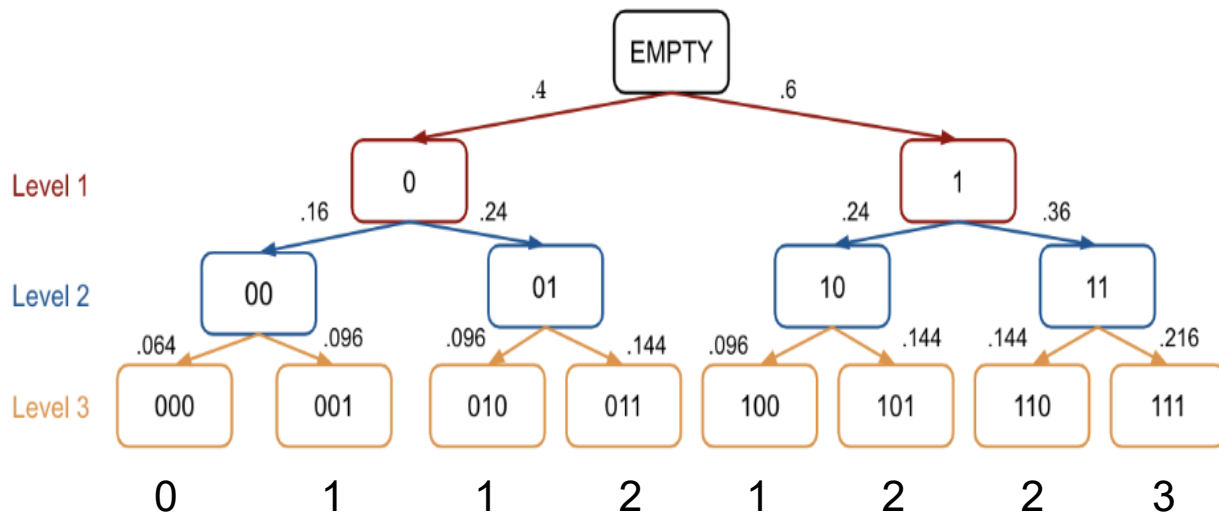 EMPTY
.4 .6
Level 1 0 1
.16 .24 .24 .36
Level 2 00 01 10 11
.064 .096 .096 .144 .096 .144 .144 .216
Level 3 000 001 010 011 100 101 110 111
0 1 1 2 1 2 2 3